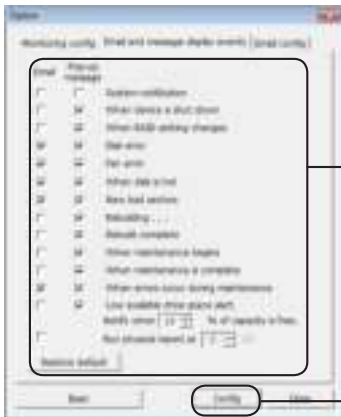 Option
Monitoring config Email and message display events Email config
Email Pop-up message
System notification
When device is shut down
When RAID setting changes
Disk error
Fan error
When disk is hot
New bad sectors
Rebuilding . . .
Rebuild complete
When maintenance begins
When maintenance is complete
When errors occur during maintenance
Low available drive space alert.
Notify when 10 % of capacity is free.
Restore default
Config